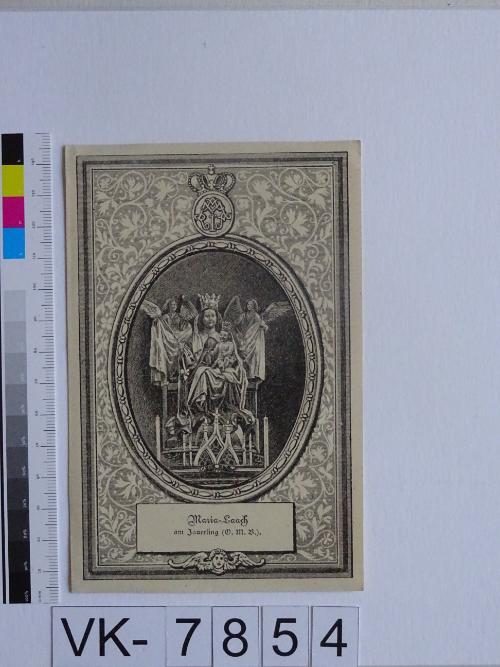 Maria-Laach
am Jauerling (O. M. B.).
VK- 7854